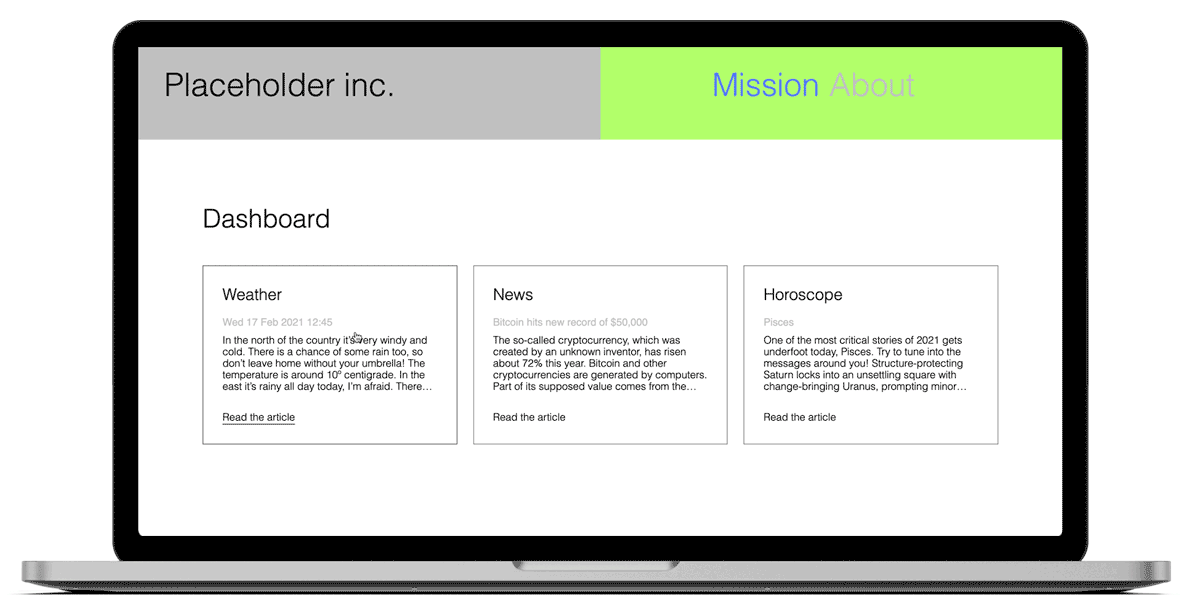 Placeholder inc.
Mission About
Dashboard
Weather
Wed 17 Feb 2021 12:45
In the north of the country it's very windy and
cold. There is a chance of some rain too, so
don't leave home without your umbrella! The
temperature is around 10º centigrade. In the
east it's rainy all day today, I'm afraid. There…
Read the article
News
Bitcoin hits new record of $50,000
The so-called cryptocurrency, which was
created by an unknown inventor, has risen
about 72% this year. Bitcoin and other
cryptocurrencies are generated by computers.
Part of its supposed value comes from the…
Read the article
Horoscope
Pisces
One of the most critical stories of 2021 gets
underfoot today, Pisces. Try to tune into the
messages around you! Structure-protecting
Saturn locks into an unsettling square with
change-bringing Uranus, prompting minor…
Read the article